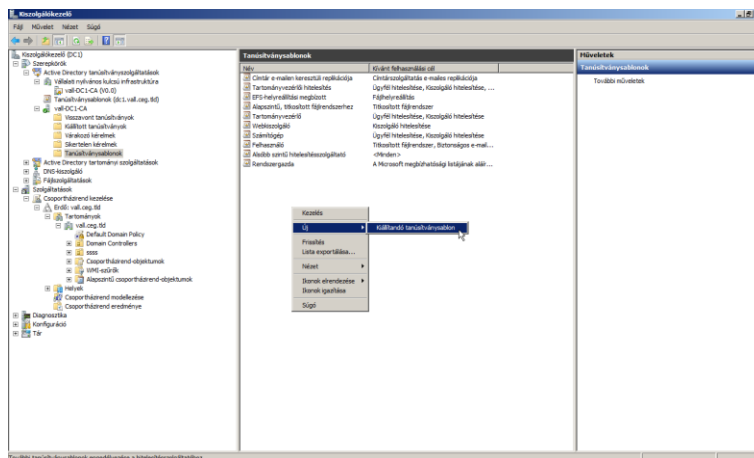 Kiszolgálókezelő
Fájl Művelet Nézet Súgó
Kiszolgálókezelő (DC1)
Szerepkörök
Active Directory tanúsítványszolgáltatások
Vállalati nyilvános kulcsú infrastruktúra
vall-DC1-CA (V0.0)
Tanúsítványsablonok (dc1.vall.ceg.tld)
vall-DC1-CA
Visszavont tanúsítványok
Kiállított tanúsítványok
Várakozó kérelmek
Sikertelen kérelmek
Tanúsítványsablonok
Active Directory tartományi szolgáltatások
DNS-kiszolgáló
Fájlszolgáltatások
Szolgáltatások
Csoportházirend kezelése
Erdő: vall.ceg.tld
Tartományok
vall.ceg.tld
Default Domain Policy
Domain Controllers
ssss
Csoportházirend-objektumok
WMI-szűrők
Alapszintű csoportházirend-objektumok
Helyek
Csoportházirend modellezése
Csoportházirend eredménye
Diagnosztika
Konfiguráció
Tár
Tanúsítványsablonok
Név Kívánt felhasználási cél
Címtár e-mailen keresztüli replikációja Címtárszolgáltatás e-mailes replikációja
Tartományvezérlő hitelesítés Ügyfél hitelesítése, Kiszolgáló hitelesítése, ...
EFS-helyreállítási megbízott Fájlhelyreállítás
Alapszintű, titkosított fájlrendszerhez Titkosított fájlrendszer
Tartományvezérlő Ügyfél hitelesítése, Kiszolgáló hitelesítése
Webkiszolgáló Kiszolgáló hitelesítése
Számítógép Ügyfél hitelesítése, Kiszolgáló hitelesítése
Felhasználó Titkosított fájlrendszer, Biztonságos e-mail...
Alsóbb szintű hitelesítésszolgáltató <Minden>
Rendszergazda A Microsoft megbízhatósági listájának aláír...
Kezelés
Új
Kiállítandó tanúsítványsablon
Frissítés
Lista exportálása...
Nézet
Ikonok elrendezése
Ikonok igazítása
Súgó
Műveletek
Tanúsítványsablonok
További műveletek
További tanúsítványsablonok engedélyezése a hitelesítésszolgáltatóhoz